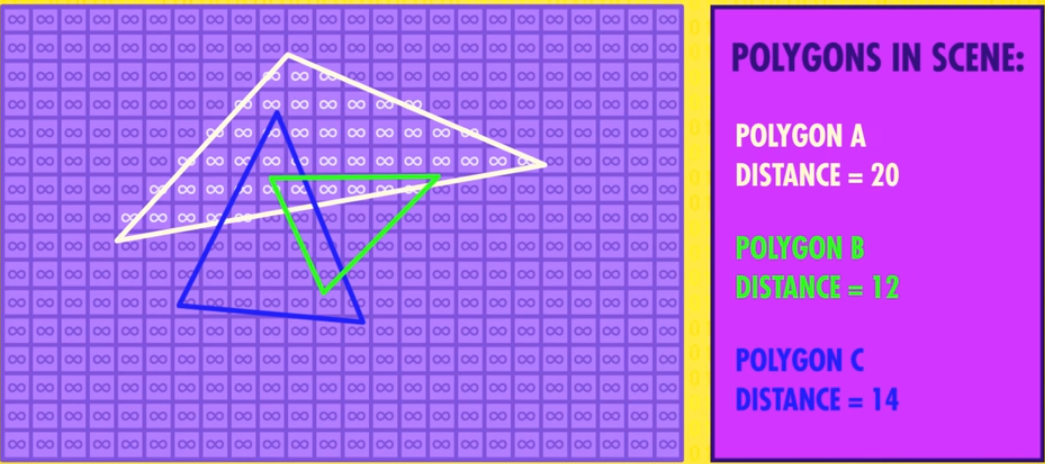 POLYGONS IN SCENE:
POLYGON A
DISTANCE = 20
POLYGON B
DISTANCE = 12
POLYGON C
DISTANCE = 14